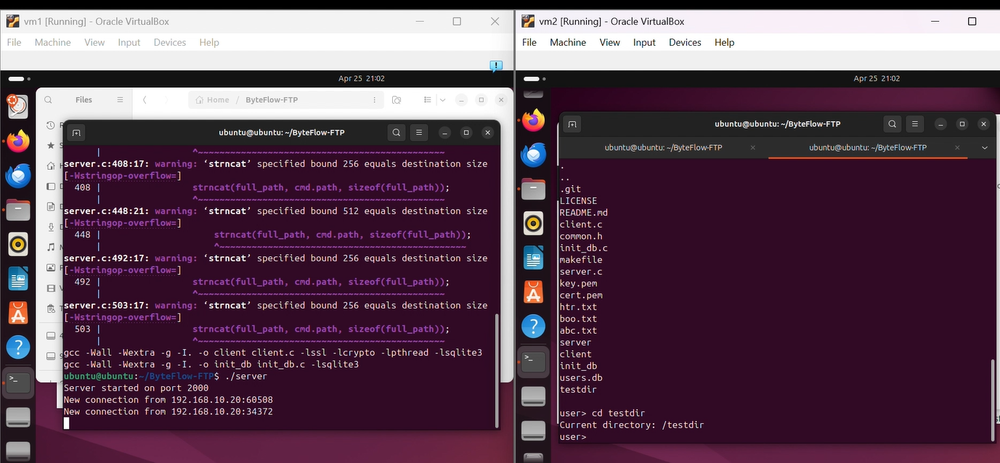 vm1 [Running] - Oracle VirtualBox
File Machine View Input Devices Help
Apr 25 21:02
Files
Home / ByteFlow-FTP
ubuntu@ubuntu: ~/ByteFlow-FTP
| ^~~~~~~~~~~~~~~~~~~~~~~~~~~~~~~~~~~~~~~~~~~~~~
server.c:408:17: warning: ‘strncat’ specified bound 256 equals destination size
[-Wstringop-overflow=]
408 | strncat(full_path, cmd.path, sizeof(full_path));
| ^~~~~~~~~~~~~~~~~~~~~~~~~~~~~~~~~~~~~~~~~~~~~~
server.c:448:21: warning: ‘strncat’ specified bound 512 equals destination size
[-Wstringop-overflow=]
448 | strncat(full_path, cmd.path, sizeof(full_path));
| ^~~~~~~~~~~~~~~~~~~~~~~~~~~~~~~~~~~~~~~~~~~~~~
server.c:492:17: warning: ‘strncat’ specified bound 256 equals destination size
[-Wstringop-overflow=]
492 | strncat(full_path, cmd.path, sizeof(full_path));
| ^~~~~~~~~~~~~~~~~~~~~~~~~~~~~~~~~~~~~~~~~~~~~~
server.c:503:17: warning: ‘strncat’ specified bound 256 equals destination size
[-Wstringop-overflow=]
503 | strncat(full_path, cmd.path, sizeof(full_path));
| ^~~~~~~~~~~~~~~~~~~~~~~~~~~~~~~~~~~~~~~~~~~~~~
gcc -Wall -Wextra -g -I. -o client client.c -lssl -lcrypto -lpthread -lsqlite3
gcc -Wall -Wextra -g -I. -o init_db init_db.c -lsqlite3
ubuntu@ubuntu:~/ByteFlow-FTP$ ./server
Server started on port 2000
New connection from 192.168.10.20:60508
New connection from 192.168.10.20:34372
vm2 [Running] - Oracle VirtualBox
File Machine View Input Devices Help
Apr 25 21:02
ubuntu@ubuntu: ~/ByteFlow-FTP
ubuntu@ubuntu: ~/ByteFlow-FTP ubuntu@ubuntu: ~/ByteFlow-FTP
.
..
.git
LICENSE
README.md
client.c
common.h
init_db.c
makefile
server.c
key.pem
cert.pem
htr.txt
boo.txt
abc.txt
server
client
init_db
users.db
testdir
user> cd testdir
Current directory: /testdir
user>